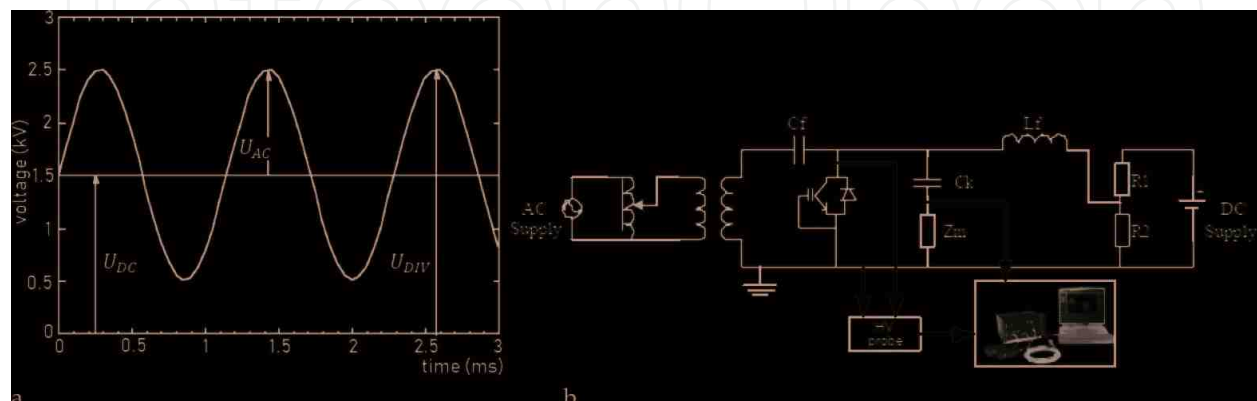 3
2.5
2
1.5
1
0.5
0
voltage (kV)
U_AC
U_DC
U_DIV
0
0.5
1
1.5
2
2.5
3
time (ms)
a
Cf
Lf
AC
Supply
Ck
Zm
R1
R2
+
DC
Supply
HV
probe
b